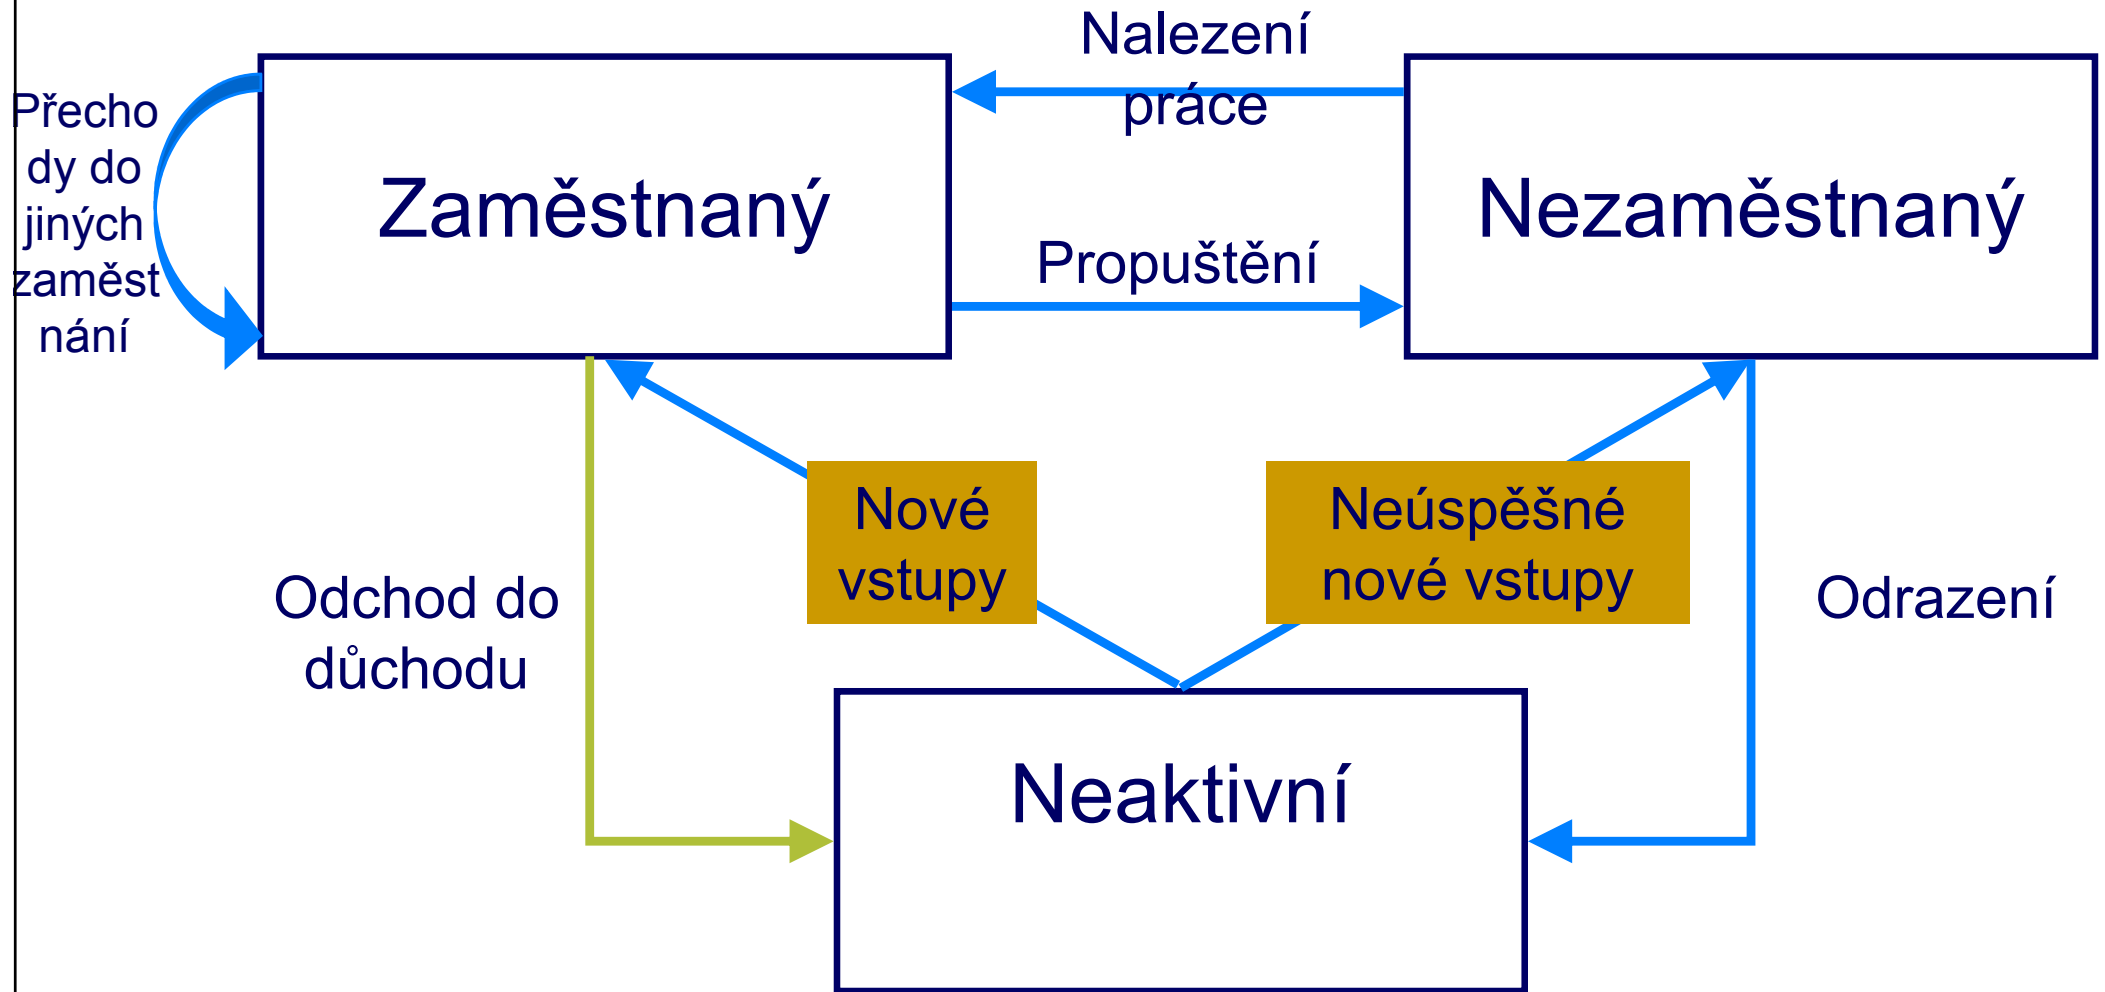 Nalezení
práce
Přecho
dy do
jiných
zaměst
nání
Zaměstnaný
Nezaměstnaný
Propuštění
Nové
vstupy
Neúspěšné
nové vstupy
Odchod do
důchodu
Odrazení
Neaktivní